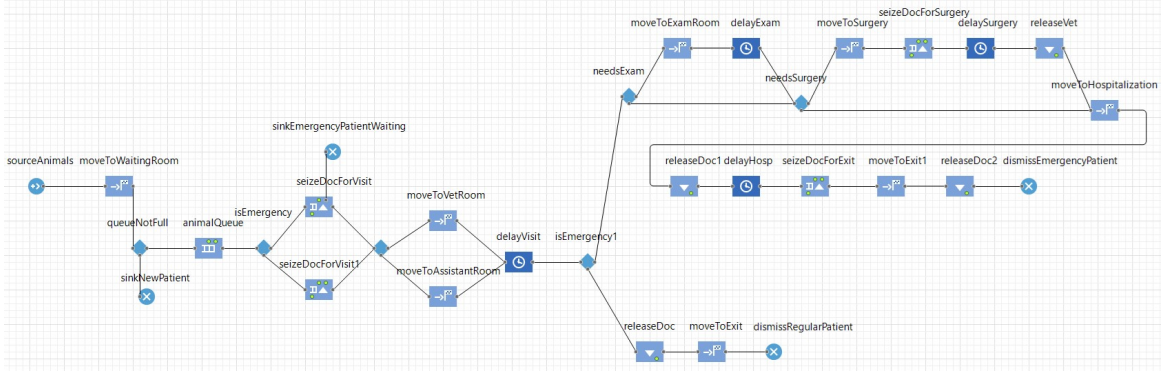 seizeDocForSurgery
moveToExamRoom delayExam moveToSurgery delaySurgery releaseVet
needsExam
needsSurgery
moveToHospitalization
sinkEmergencyPatientWaiting
sourceAnimals moveToWaitingRoom
releaseDoc1 delayHosp seizeDocForExit moveToExit1 releaseDoc2 dismissEmergencyPatient
seizeDocForVisit
isEmergency
queueNotFull animalQueue
moveToVetRoom
delayVisit isEmergency1
seizeDocForVisit1
moveToAssistantRoom
sinkNewPatient
releaseDoc moveToExit dismissRegularPatient